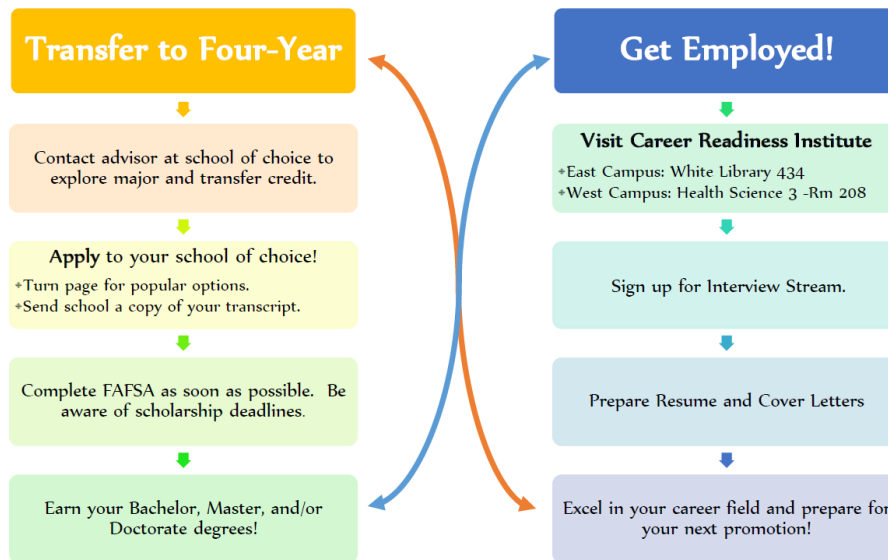 Transfer to Four-Year
Contact advisor at school of choice to
explore major and transfer credit.
Apply to your school of choice!
+Turn page for popular options.
+Send school a copy of your transcript.
Complete FAFSA as soon as possible.  Be
aware of scholarship deadlines.
Earn your Bachelor, Master, and/or
Doctorate degrees!
Get Employed!
Visit Career Readiness Institute
+East Campus: White Library 434
+West Campus: Health Science 3 -Rm 208
Sign up for Interview Stream.
Prepare Resume and Cover Letters
Excel in your career field and prepare for
your next promotion!